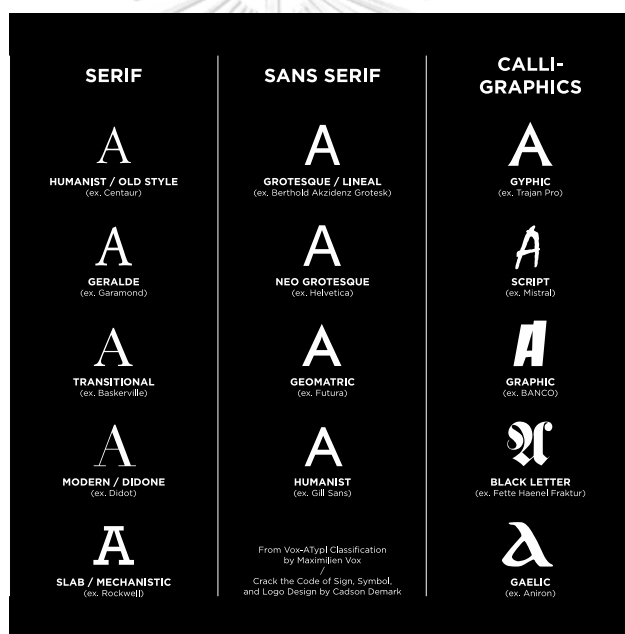 SERIF
A
HUMANIST / OLD STYLE
(ex. Centaur)
A
GERALDE
(ex. Garamond)
A
TRANSITIONAL
(ex. Baskerville)
A
MODERN / DIDONE
(ex. Didot)
A
SLAB / MECHANISTIC
(ex. Rockwell)
SANS SERIF
A
GROTESQUE / LINEAL
(ex. Berthold Akzidenz Grotesk)
A
NEO GROTESQUE
(ex. Helvetica)
A
GEOMATRIC
(ex. Futura)
A
HUMANIST
(ex. Gill Sans)
From Vox-ATypl Classification
by Maximilien Vox
/
Crack the Code of Sign, Symbol,
and Logo Design by Cadson Demark
CALLI-
GRAPHICS
A
GYPHIC
(ex. Trajan Pro)
A
SCRIPT
(ex. Mistral)
A
GRAPHIC
(ex. BANCO)
A
BLACK LETTER
(ex. Fette Haenel Fraktur)
a
GAELIC
(ex. Aniron)